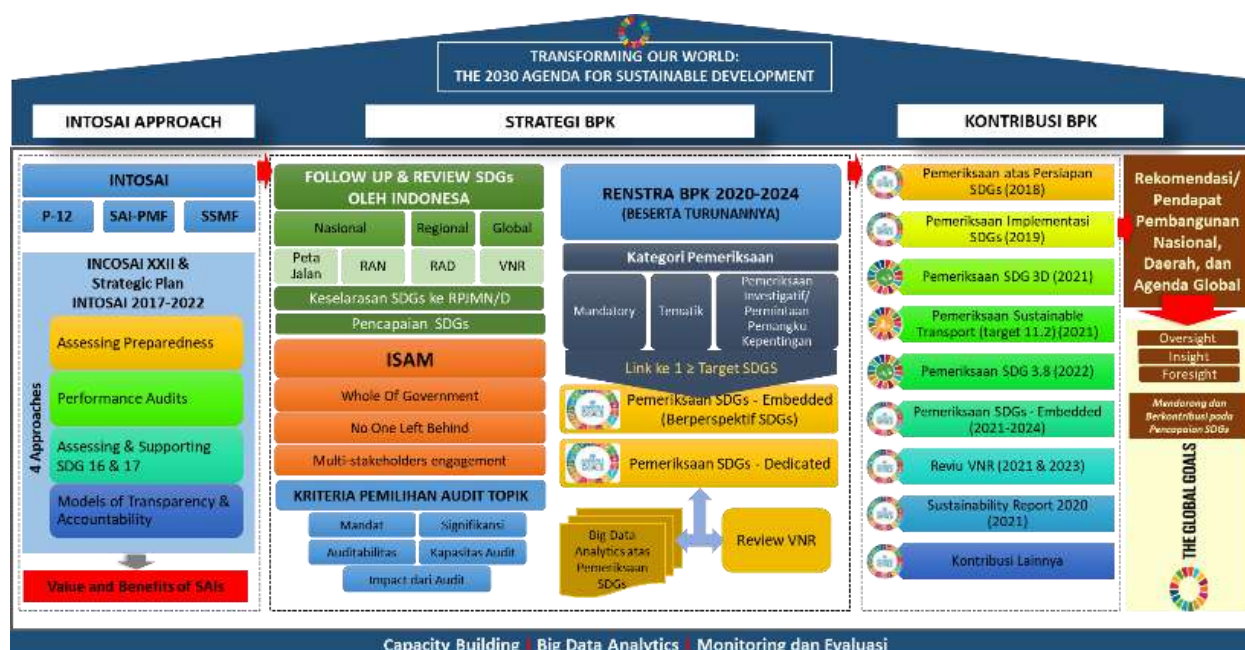 TRANSFORMING OUR WORLD:
THE 2030 AGENDA FOR SUSTAINABLE DEVELOPMENT
INTOSAI APPROACH
STRATEGI BPK
KONTRIBUSI BPK
INTOSAI
P-12
SAI-PMF
SSMF
INCOSAI XXII &
Strategic Plan
INTOSAI 2017-2022
4 Approaches
Assessing Preparedness
Performance Audits
Assessing & Supporting
SDG 16 & 17
Models of Transparency &
Accountability
Value and Benefits of SAIs
FOLLOW UP & REVIEW SDGs
OLEH INDONESIA
Nasional
Regional
Global
Peta
Jalan
RAN
RAD
VNR
Keselarasan SDGs ke RPJMN/D
Pencapaian SDGs
ISAM
Whole Of Government
No One Left Behind
Multi-stakeholders engagement
KRITERIA PEMILIHAN AUDIT TOPIK
Mandat
Signifikansi
Auditabilitas
Kapasitas Audit
Impact dari Audit
RENSTRA BPK 2020-2024
(BESERTA TURUNANNYA)
Kategori Pemeriksaan
Mandatory
Tematik
Pemeriksaan
Investigatif/
Permintaan
Pemangku
Kepentingan
Link ke 1 ≥ Target SDGS
Pemeriksaan SDGs - Embedded
(Berperspektif SDGs)
Pemeriksaan SDGs - Dedicated
Big Data
Analytics atas
Pemeriksaan
SDGs
Review VNR
Pemeriksaan atas Persiapan
SDGs (2018)
Pemeriksaan Implementasi
SDGs (2019)
Pemeriksaan SDG 3D (2021)
Pemeriksaan Sustainable
Transport (target 11.2) (2021)
Pemeriksaan SDG 3.8 (2022)
Pemeriksaan SDGs - Embedded
(2021-2024)
Reviu VNR (2021 & 2023)
Sustainability Report 2020
(2021)
Kontribusi Lainnya
Rekomendasi/
Pendapat
Pembangunan
Nasional,
Daerah, dan
Agenda Global
Oversight
Insight
Foresight
Mendorong dan
Berkontribusi pada
Pencapaian SDGs
THE GLOBAL GOALS
Capacity Building | Big Data Analytics | Monitoring dan Evaluasi